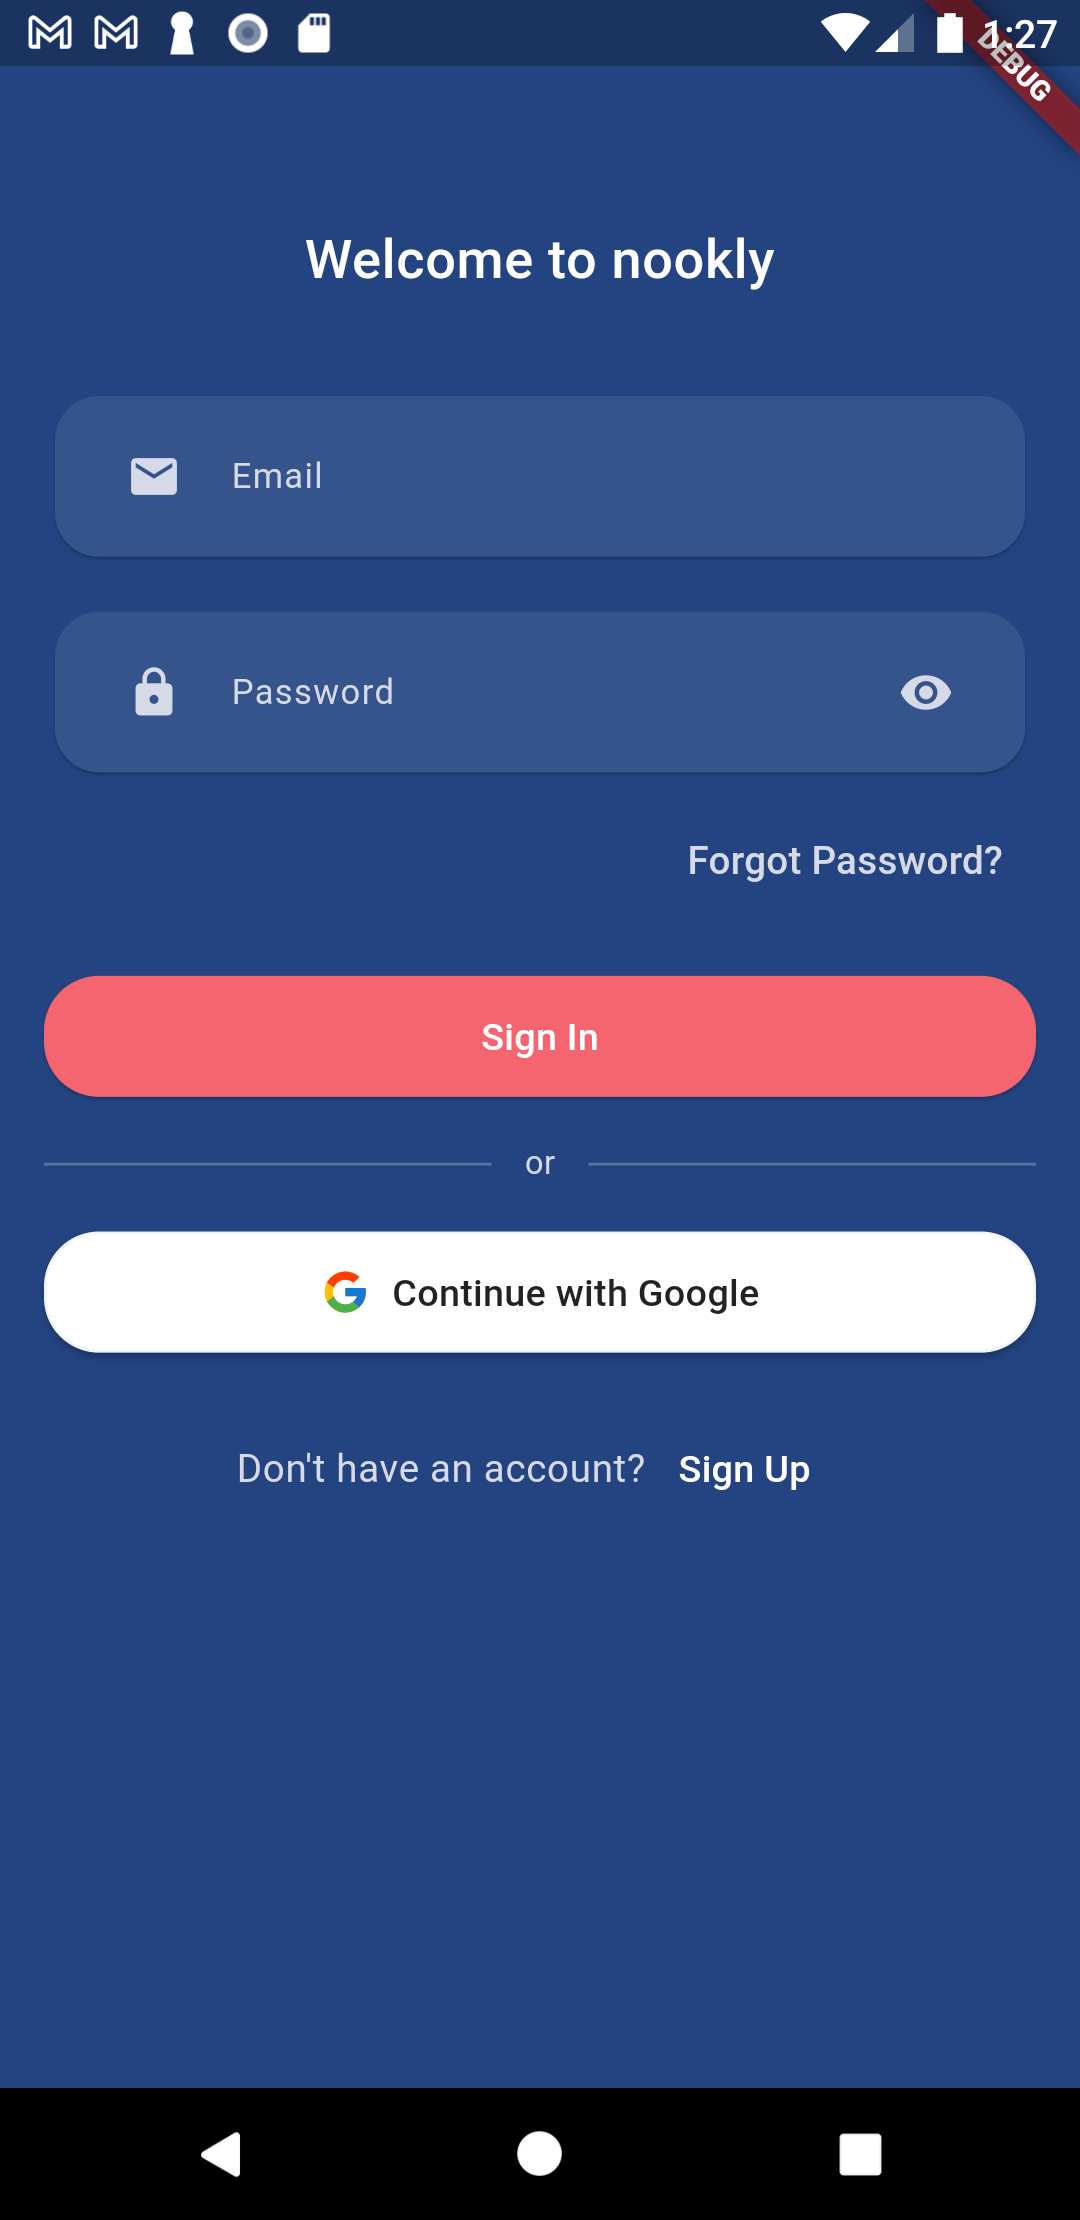 1:27
DEBUG
Welcome to nookly
Email
Password
Forgot Password?
Sign In
or
Continue with Google
Don't have an account? Sign Up